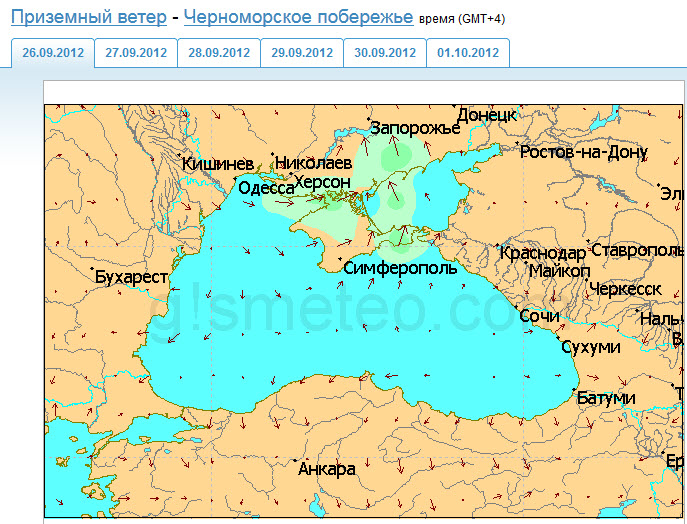 Приземный ветер - Черноморское побережье время (GMT+4)
26.09.2012 27.09.2012 28.09.2012 29.09.2012 30.09.2012 01.10.2012
Донецк
Запорожье
Ростов-на-Дону
Кишинев
Николаев
Херсон
Одесса
Эли
Краснодар
Ставрополь
Симферополь
Майкоп
Бухарест
Черкесск
g!smeteo.com
Сочи
Наль
В
Сухуми
Батуми
Т
Анкара
Ер